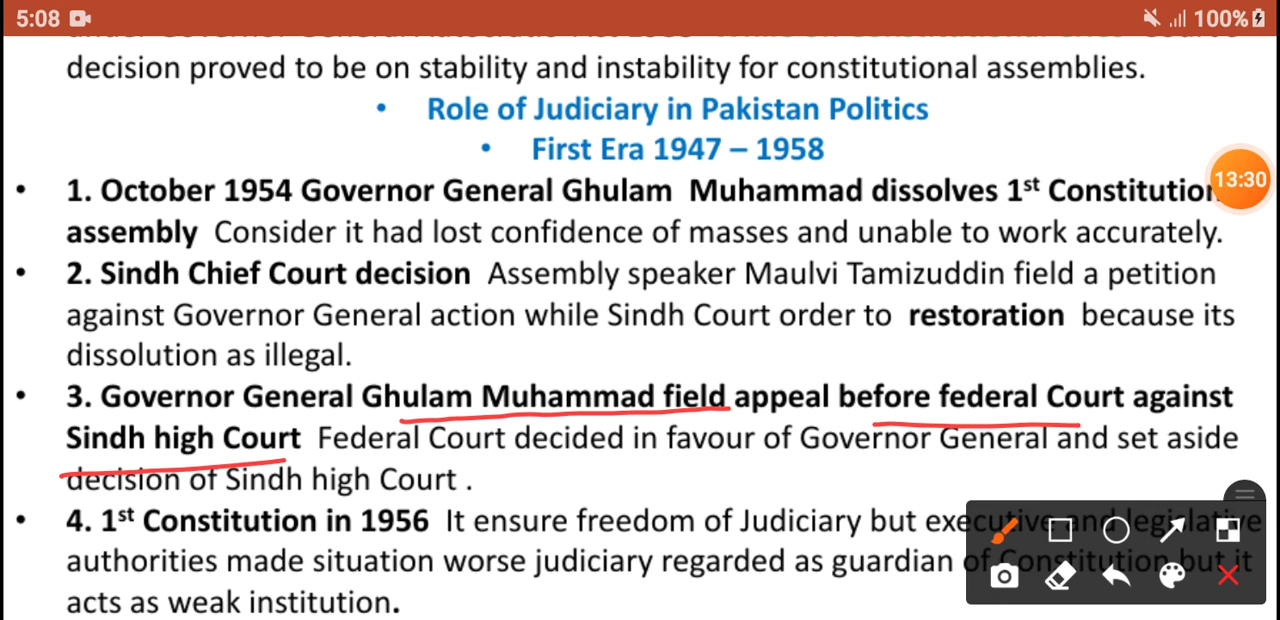 5:08 100%
decision proved to be on stability and instability for constitutional assemblies.
• Role of Judiciary in Pakistan Politics
• First Era 1947 – 1958
• 1. October 1954 Governor General Ghulam Muhammad dissolves 1st Constitution
13:30
assembly Consider it had lost confidence of masses and unable to work accurately.
• 2. Sindh Chief Court decision Assembly speaker Maulvi Tamizuddin field a petition
against Governor General action while Sindh Court order to restoration because its
dissolution as illegal.
• 3. Governor General Ghulam Muhammad field appeal before federal Court against
Sindh high Court Federal Court decided in favour of Governor General and set aside
decision of Sindh high Court .
• 4. 1st Constitution in 1956 It ensure freedom of Judiciary but executive and legislative
authorities made situation worse judiciary regarded as guardian of Constitution but it
acts as weak institution.